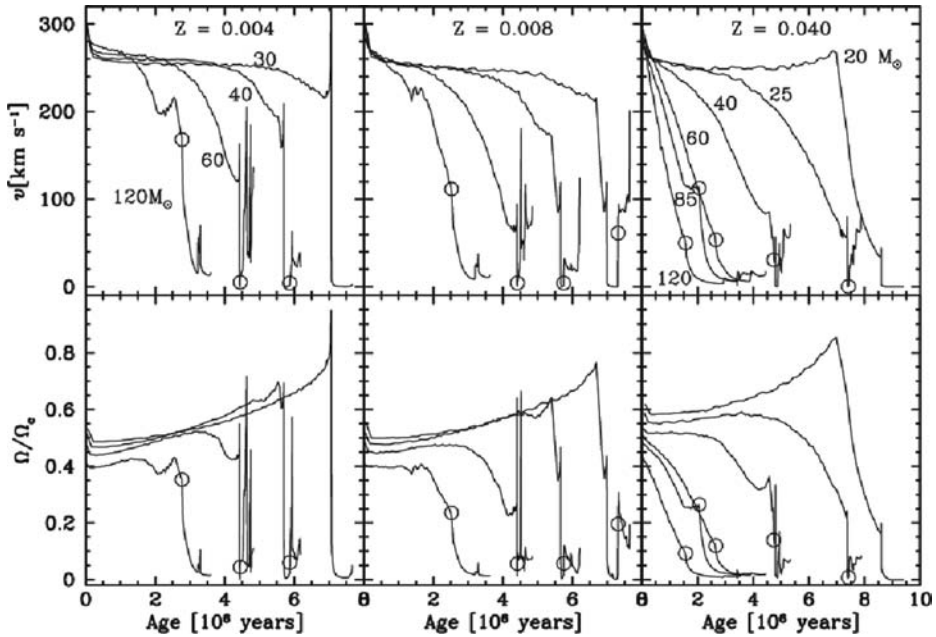 Z = 0.004 Z = 0.008 Z = 0.040
300
200
100
0
v[km s⁻¹]
30
40
60
120M⊙
20 M⊙
25
40
60
85
120
0.8
0.6
0.4
0.2
0
Ω/Ωc
0 2 4 6 0 2 4 6 8 0 2 4 6 8 10
Age [10⁶ years] Age [10⁶ years] Age [10⁶ years]